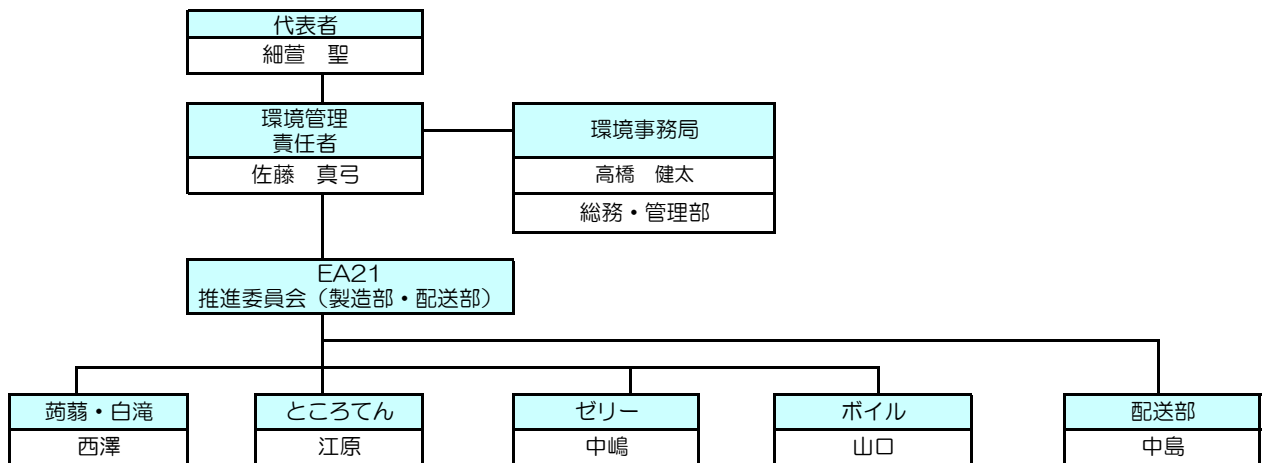 代表者
細萱　聖
環境管理
責任者
佐藤　真弓
環境事務局
高橋　健太
総務・管理部
EA21
推進委員会（製造部・配送部）
蒟蒻・白滝
西澤
ところてん
江原
ゼリー
中嶋
ボイル
山口
配送部
中島